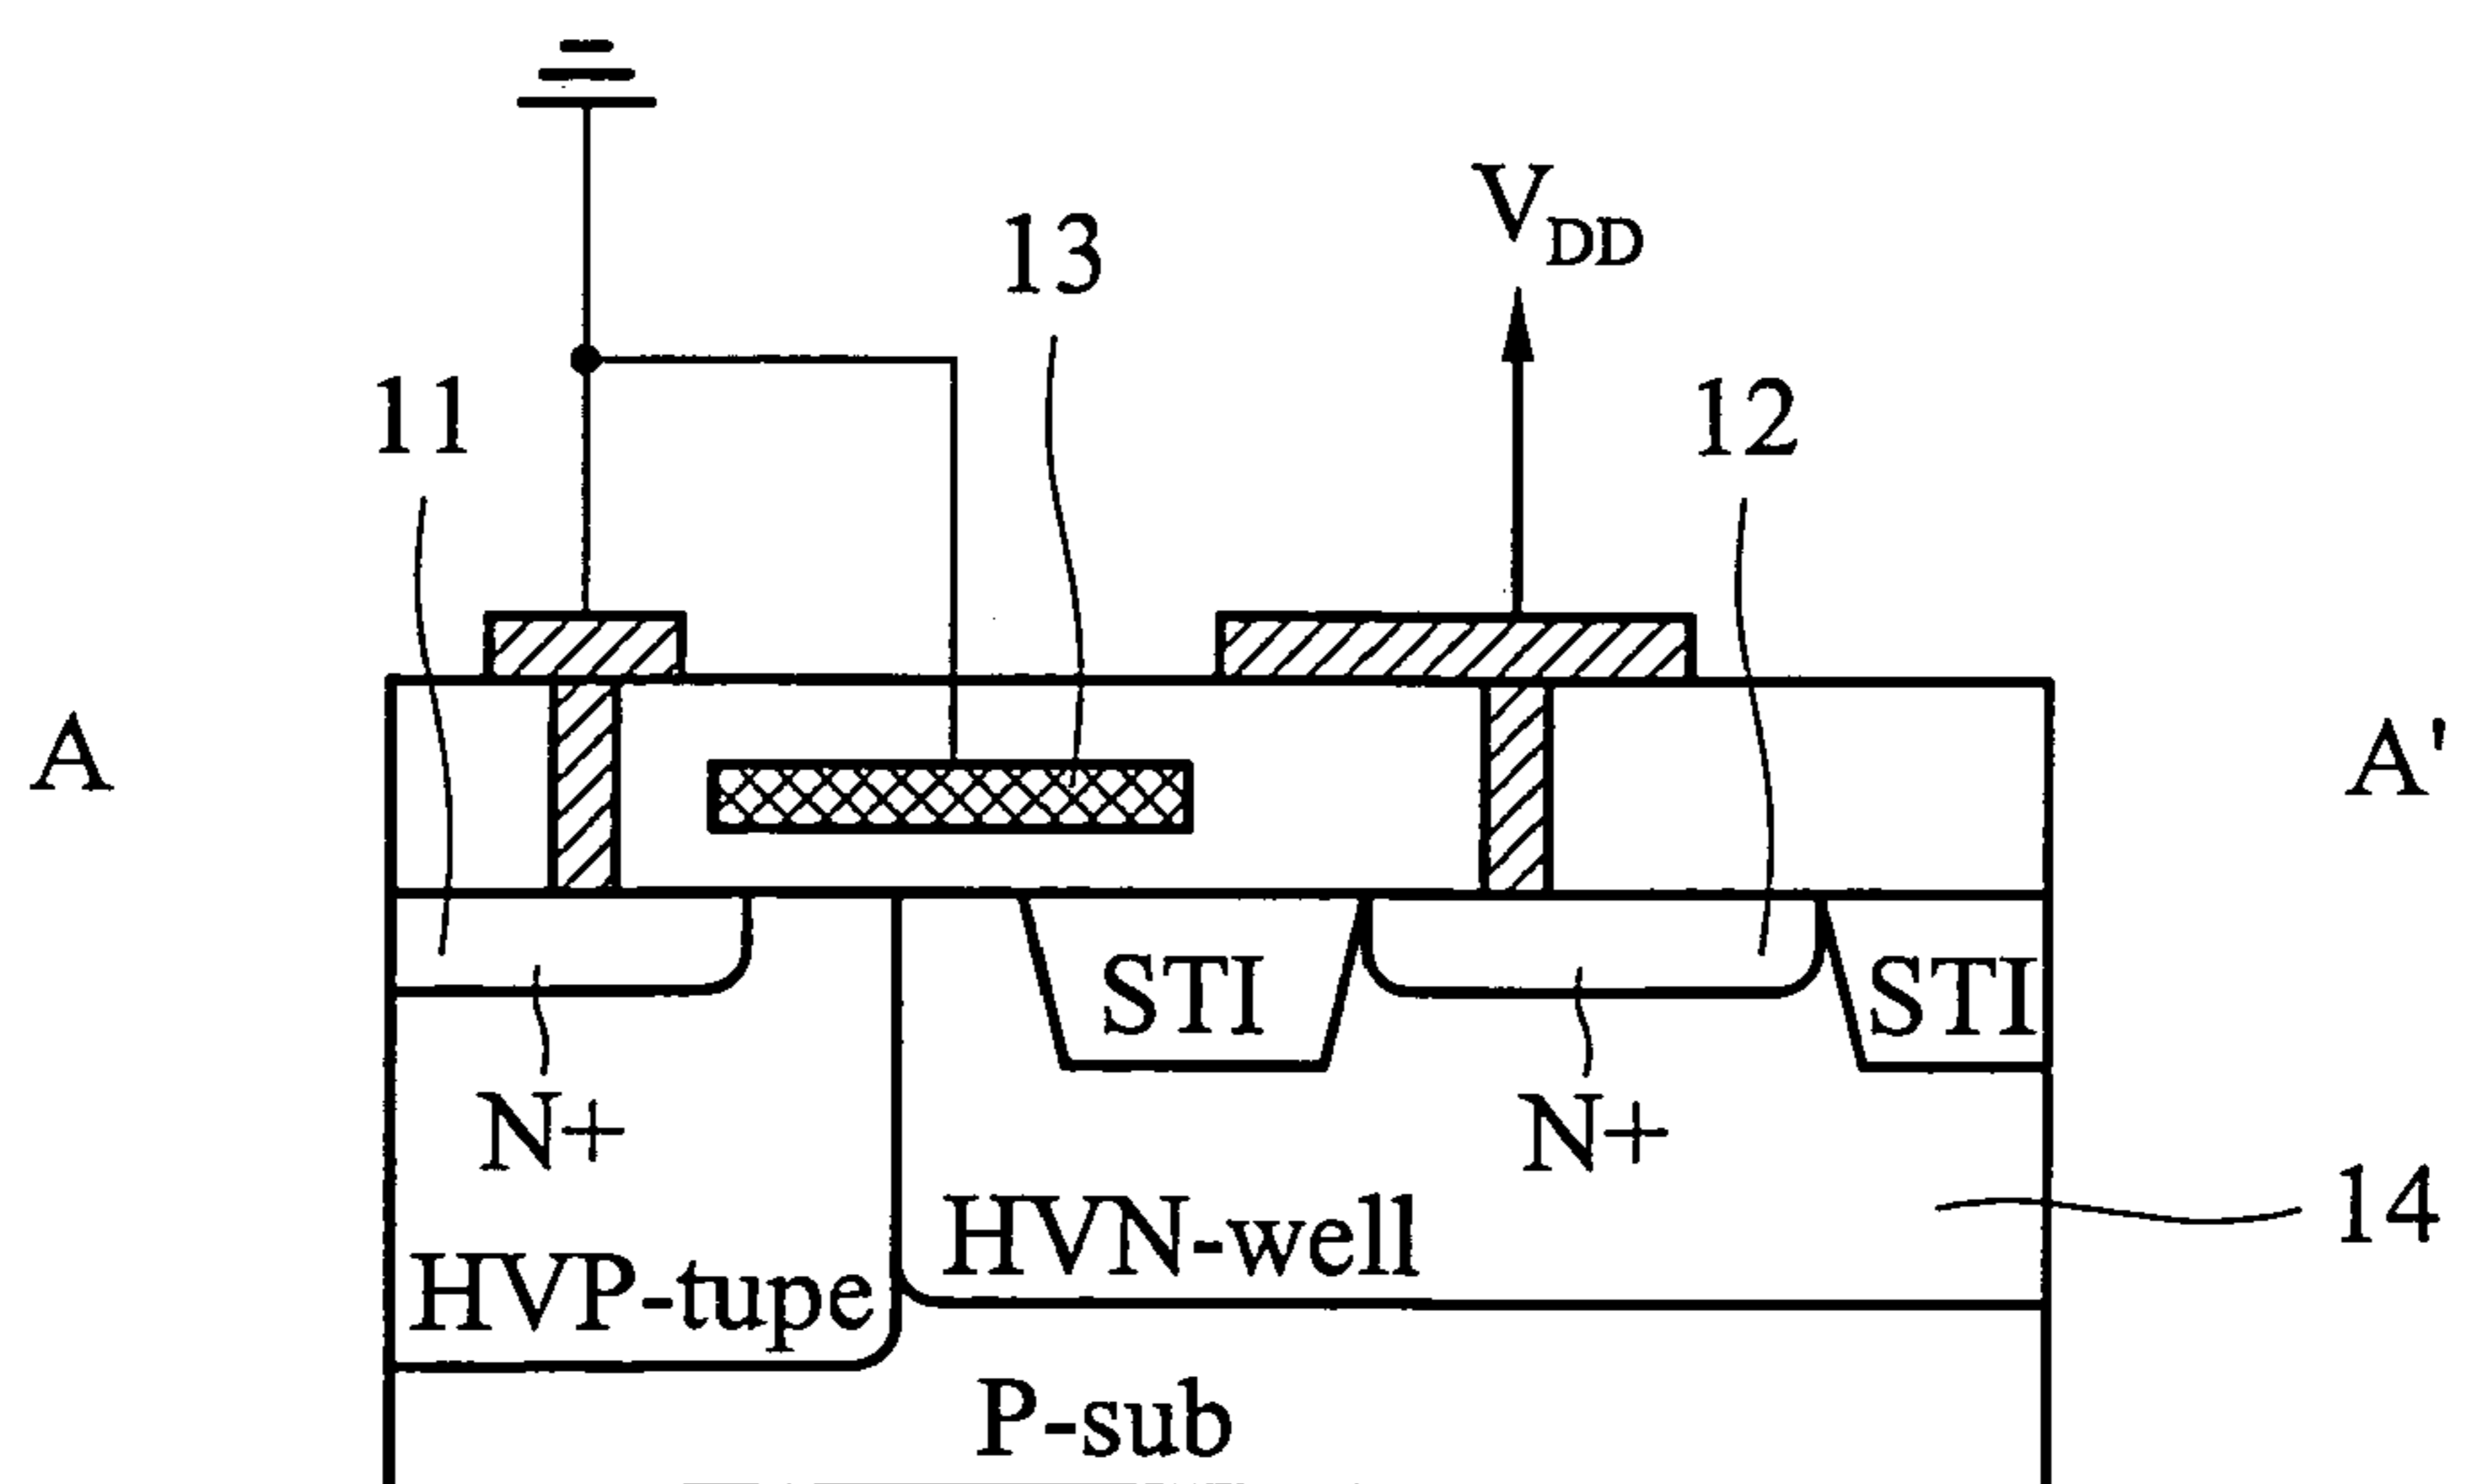 V_DD
13
11
12
A
A'
STI
STI
N+
N+
14
HVN-well
HVP-tupe
P-sub